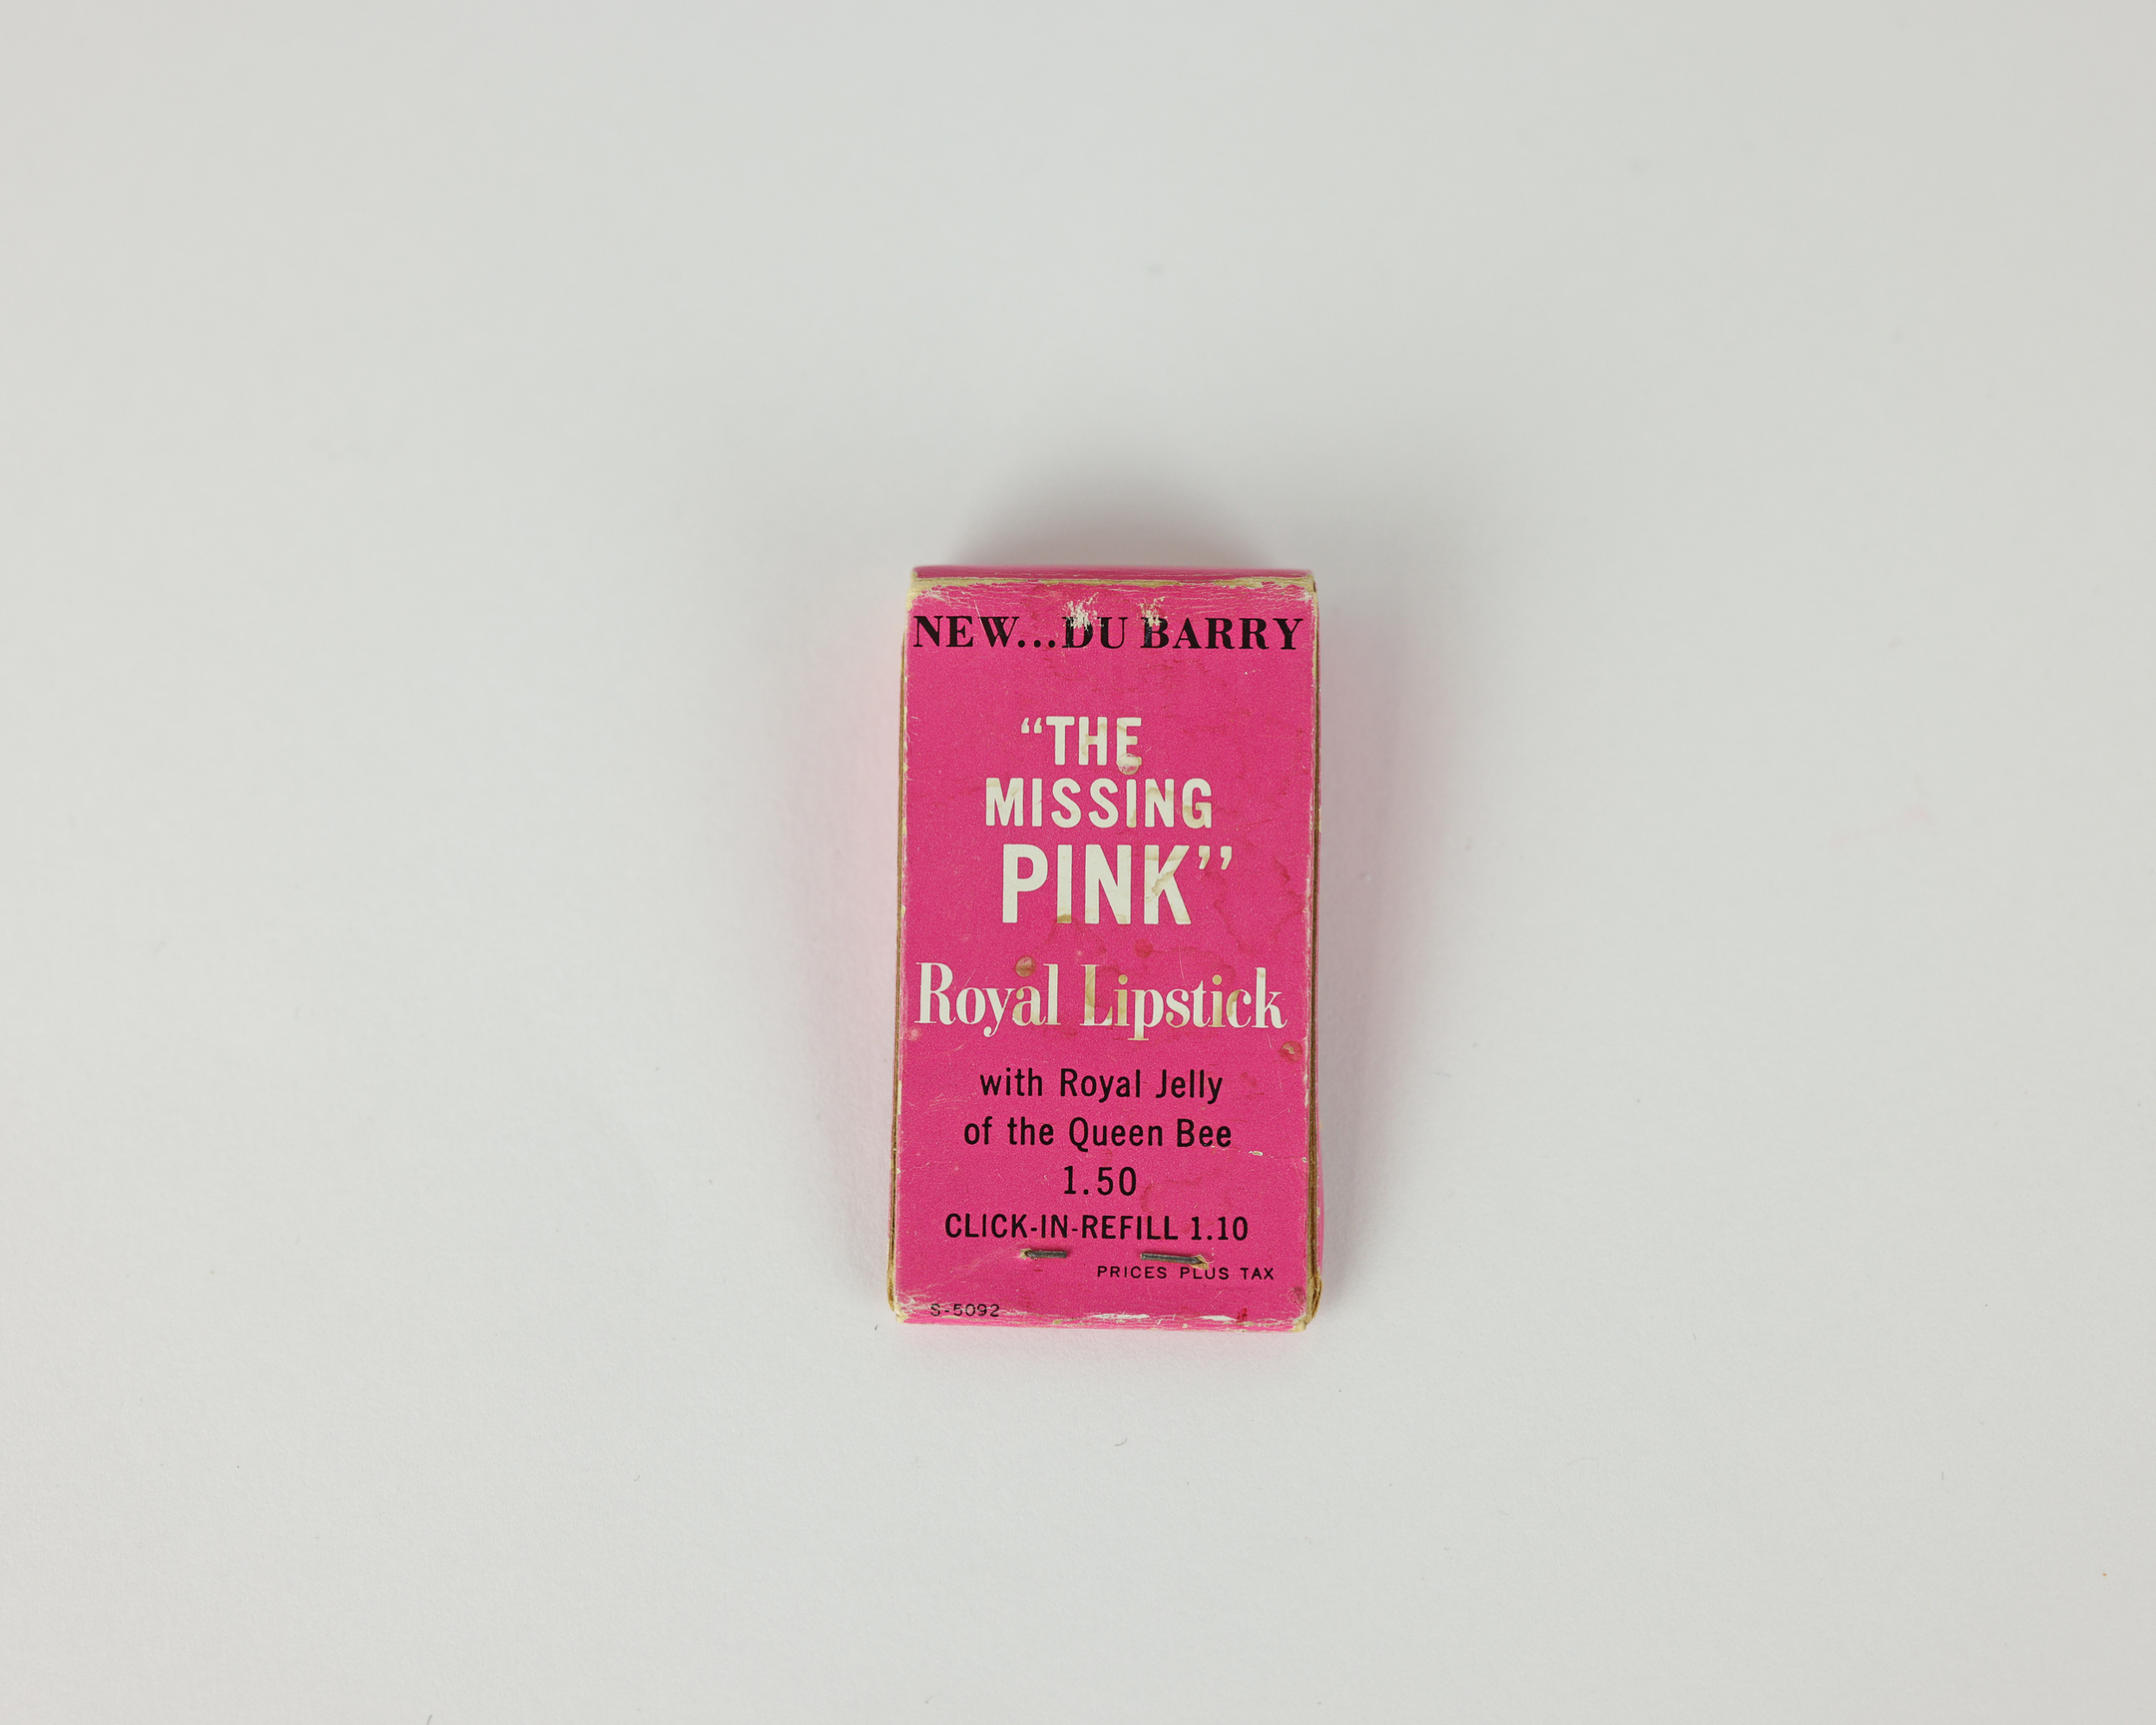 NEW...DU BARRY
“THE
MISSING
PINK”
Royal Lipstick
with Royal Jelly
of the Queen Bee
1.50
CLICK-IN-REFILL 1.10
PRICES PLUS TAX
S-5092